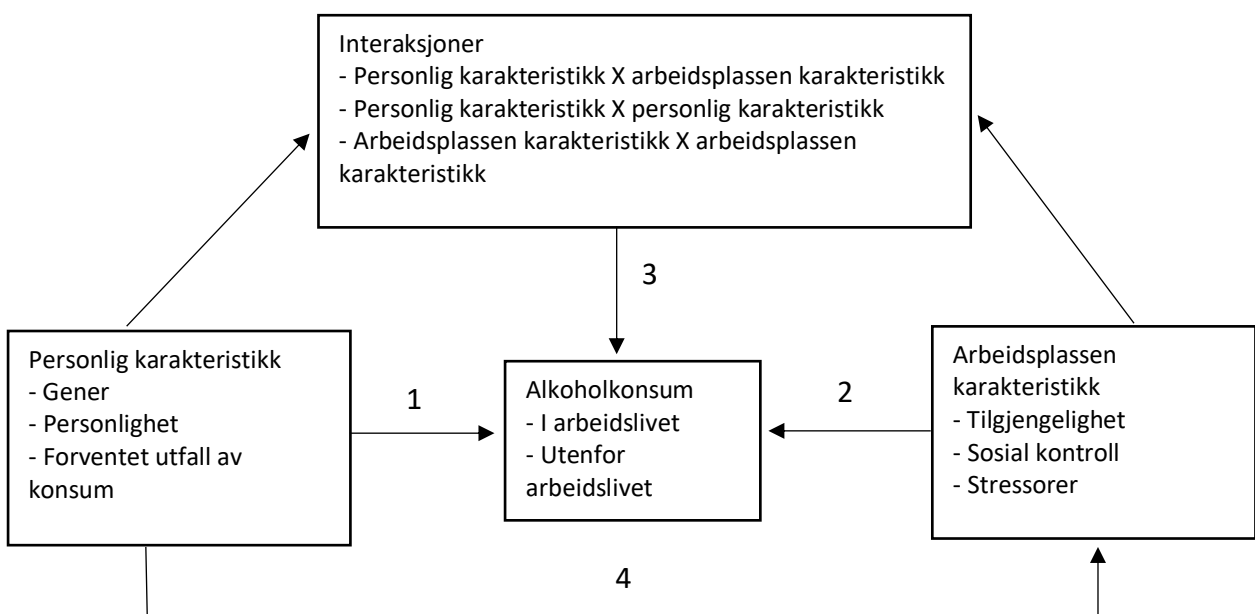 Interaksjoner
- Personlig karakteristikk X arbeidsplassen karakteristikk
- Personlig karakteristikk X personlig karakteristikk
- Arbeidsplassen karakteristikk X arbeidsplassen
karakteristikk
3
Personlig karakteristikk
- Gener
- Personlighet
- Forventet utfall av
konsum
1
Alkoholkonsum
- I arbeidslivet
- Utenfor
arbeidslivet
2
Arbeidsplassen
karakteristikk
- Tilgjengelighet
- Sosial kontroll
- Stressorer
4